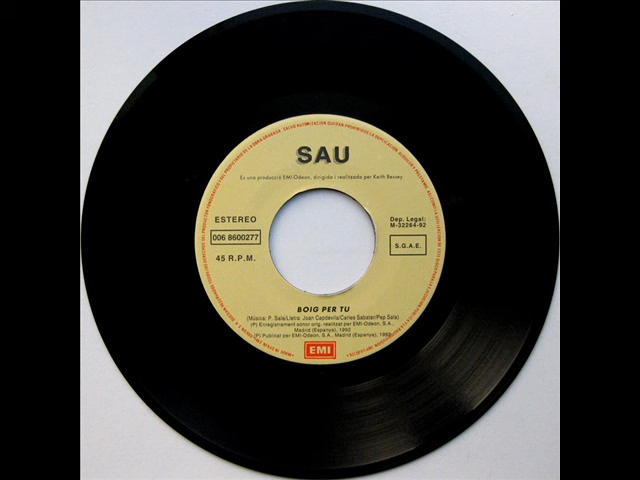 SAU
Es una producció EMI-Odeon, dirigida i realitzada per Keith Bessey
ESTEREO
006 8600277
45 R.P.M.
Dep. Legal:
M-32264-92
S.G.A.E.
BOIG PER TU
(Música: P. Sala/Lletra: Joan Capdevila/Carles Sabater/Pep Sala)
(P) Enregistrament sonor orig. realitzat per EMI-Odeon, S.A.,
Madrid (Espanya), 1992
(P) Publicat per EMI-Odeon, S.A., Madrid (Espanya), 1992
EMI